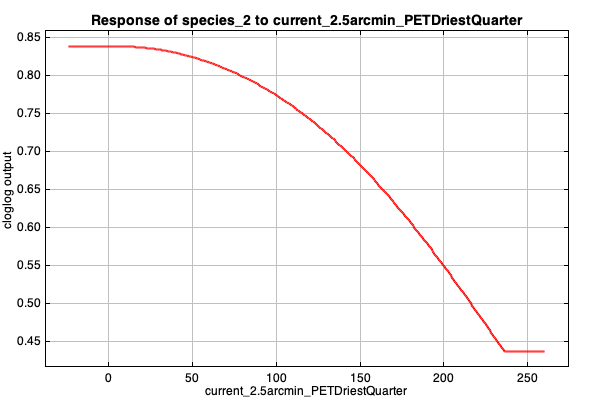 Response of species_2 to current_2.5arcmin_PETDriestQuarter
0.85
0.80
0.75
0.70
0.65
0.60
0.55
0.50
0.45
cloglog output
0 50 100 150 200 250
current_2.5arcmin_PETDriestQuarter